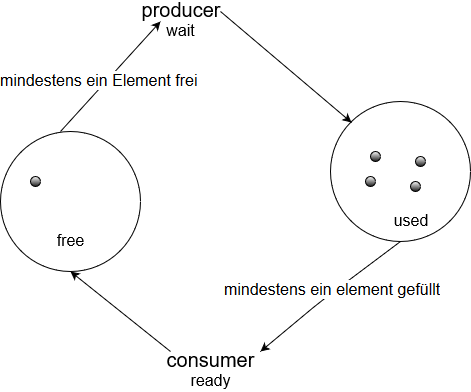 producer
wait
mindestens ein Element frei
free
used
mindestens ein element gefüllt
consumer
ready